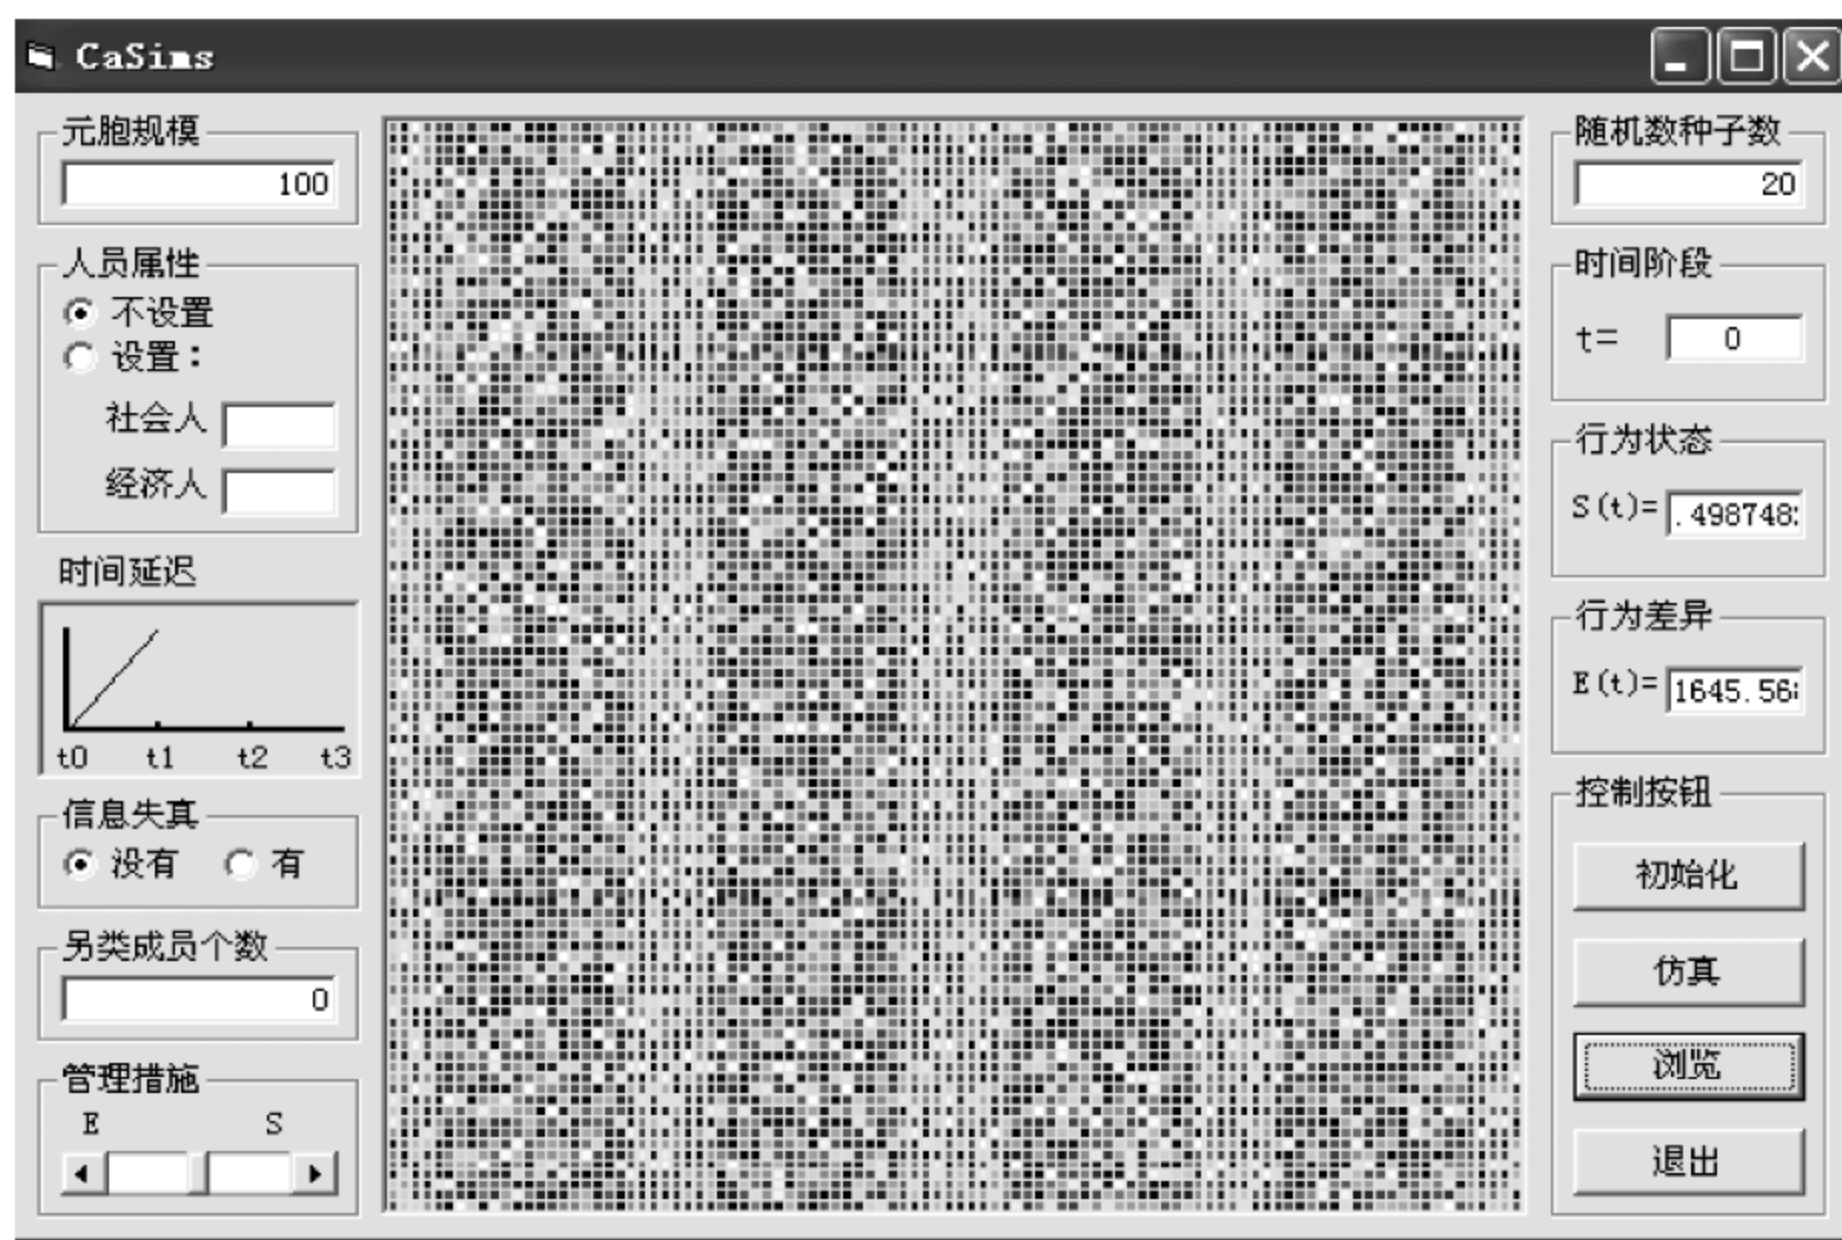 CaSims
元胞规模
100
人员属性
不设置
设置：
社会人
经济人
时间延迟
t0 t1 t2 t3
信息失真
没有 有
另类成员个数
0
管理措施
E S
随机数种子数
20
时间阶段
t= 0
行为状态
S(t)= .498748
行为差异
E(t)= 1645.56
控制按钮
初始化
仿真
浏览
退出